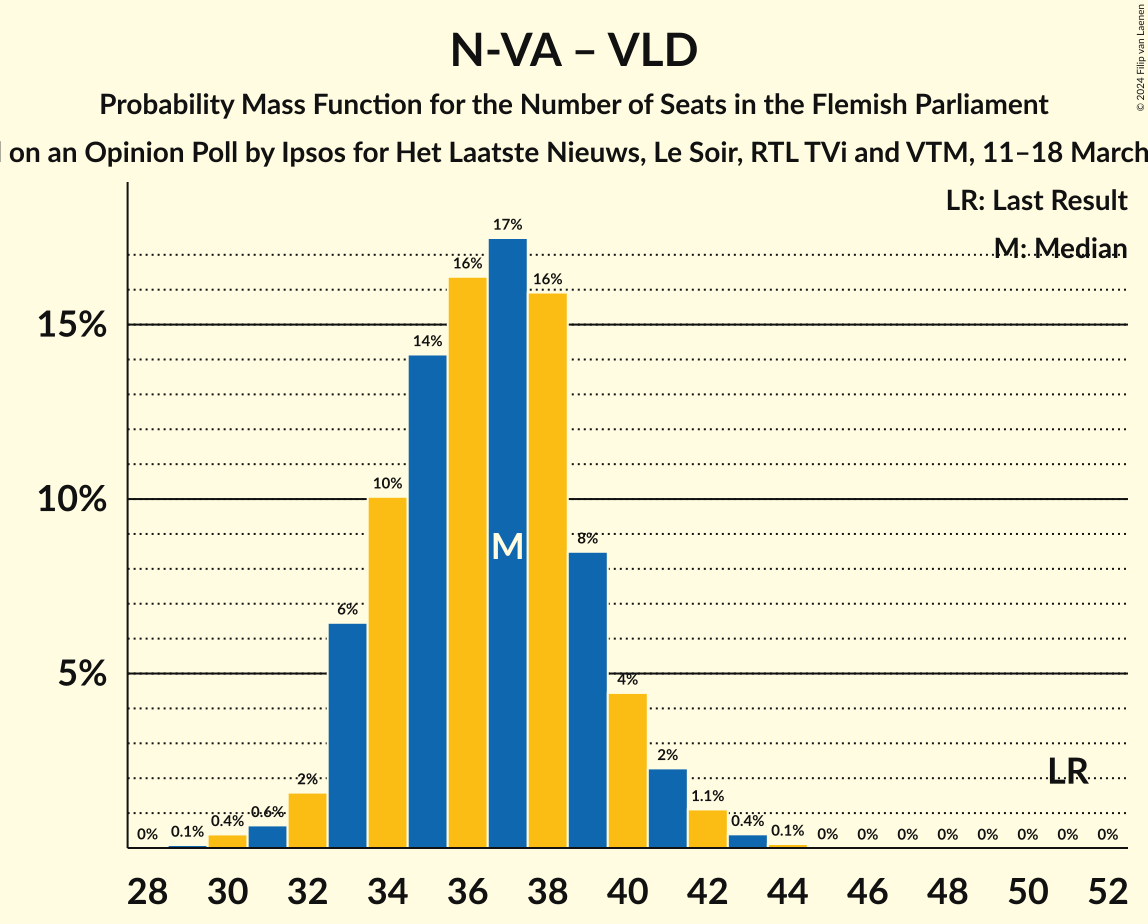 N-VA – VLD
Probability Mass Function for the Number of Seats in the Flemish Parliament
on an Opinion Poll by Ipsos for Het Laatste Nieuws, Le Soir, RTL TVi and VTM, 11–18 March
© 2024 Filip van Laenen
LR: Last Result
M: Median
17%
16%
16%
15%
14%
10%
10%
M
8%
6%
5%
4%
2%
2%
LR
1.1%
0.6%
0.4%
0.4%
0% 0.1% 0.1% 0% 0% 0% 0% 0% 0% 0% 0%
28 30 32 34 36 38 40 42 44 46 48 50 52